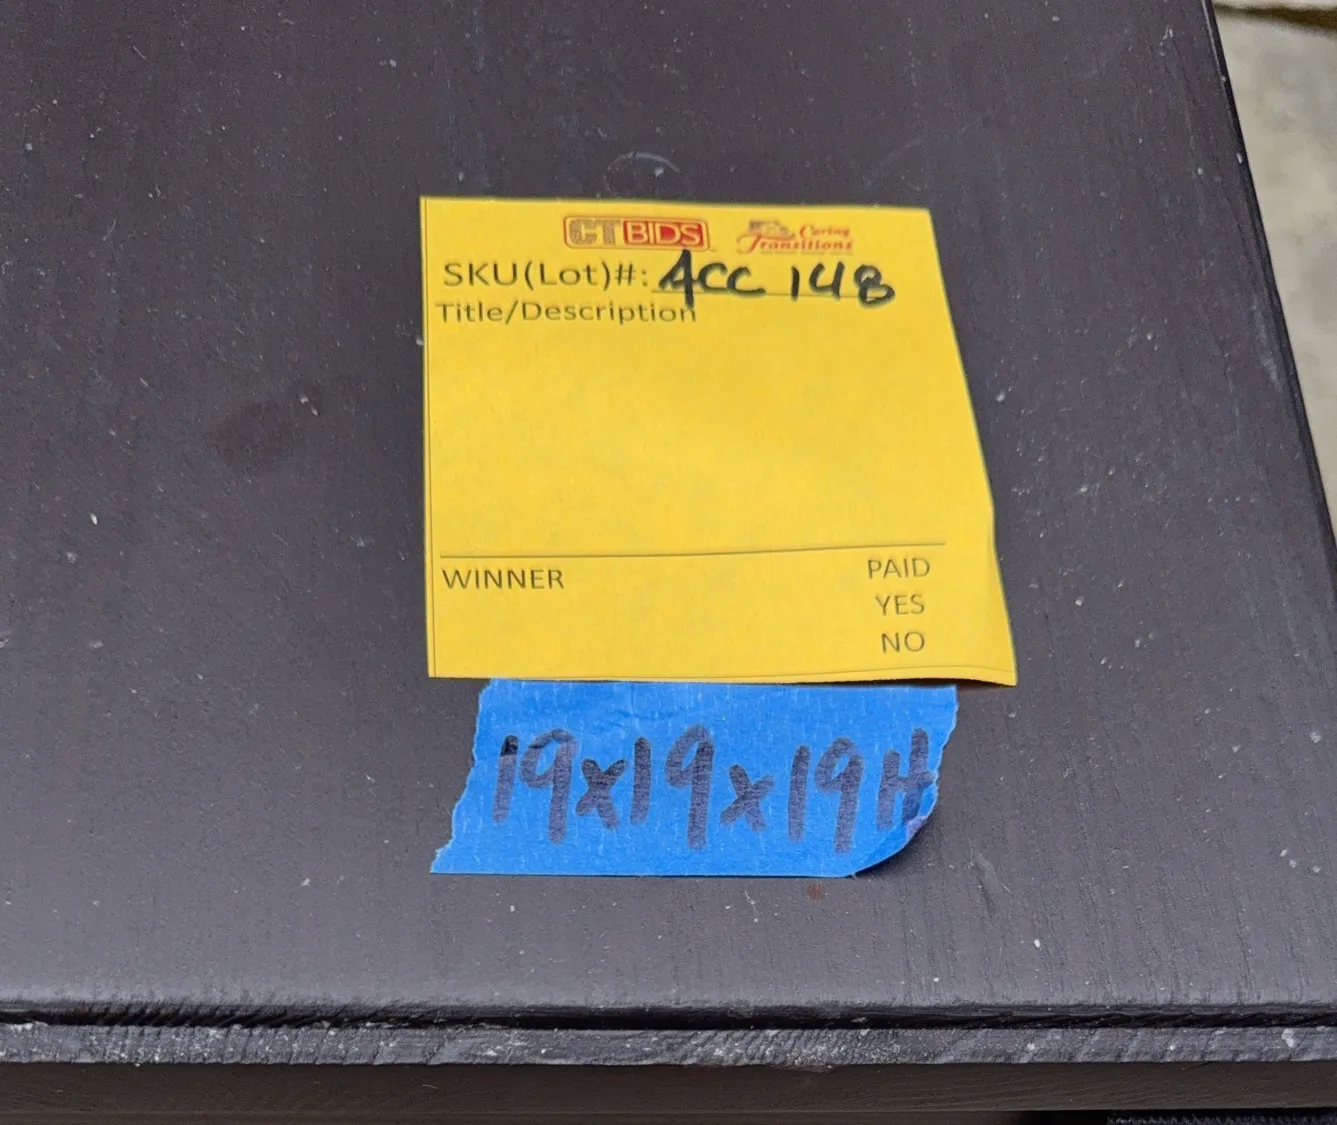 CTBIDS Caring Transitions
SKU(Lot)#: ACC 148
Title/Description
WINNER PAID
YES
NO
19x19x19H